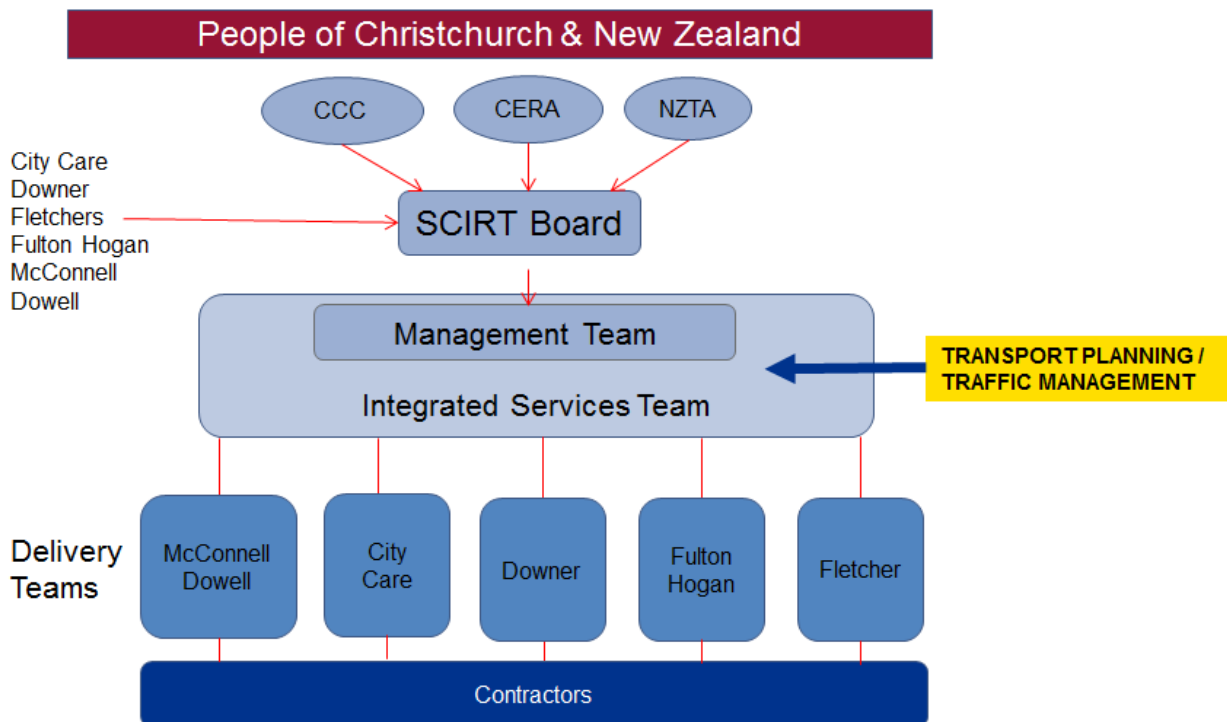 People of Christchurch & New Zealand
CCC
CERA
NZTA
City Care
Downer
Fletchers
Fulton Hogan
McConnell
Dowell
SCIRT Board
Management Team
Integrated Services Team
TRANSPORT PLANNING /
TRAFFIC MANAGEMENT
Delivery
Teams
McConnell
Dowell
City
Care
Downer
Fulton
Hogan
Fletcher
Contractors